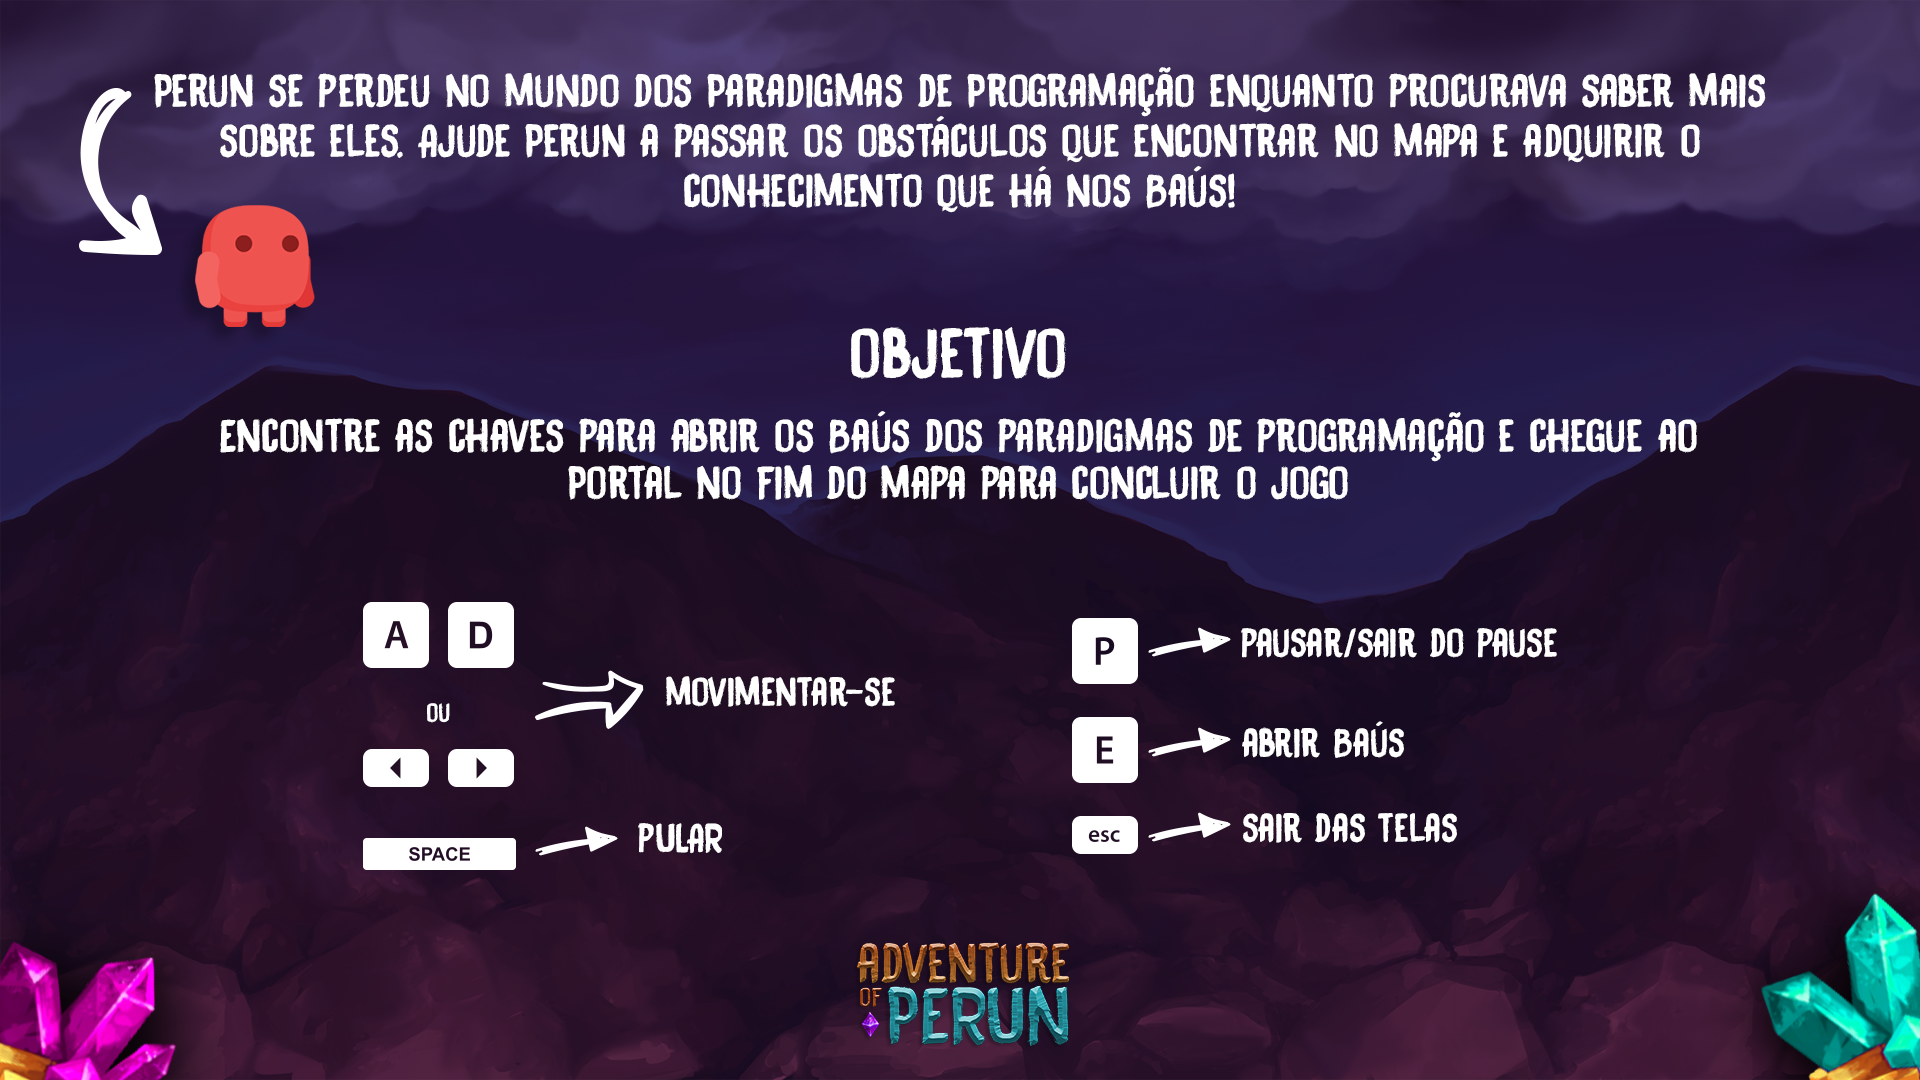 PERUN SE PERDEU NO MUNDO DOS PARADIGMAS DE PROGRAMAÇÃO ENQUANTO PROCURAVA SABER MAIS
SOBRE ELES. AJUDE PERUN A PASSAR OS OBSTÁCULOS QUE ENCONTRAR NO MAPA E ADQUIRIR O
CONHECIMENTO QUE HÁ NOS BAÚS!
OBJETIVO
ENCONTRE AS CHAVES PARA ABRIR OS BAÚS DOS PARADIGMAS DE PROGRAMAÇÃO E CHEGUE AO
PORTAL NO FIM DO MAPA PARA CONCLUIR O JOGO
A D
OU
MOVIMENTAR-SE
SPACE
PULAR
P
PAUSAR/SAIR DO PAUSE
E
ABRIR BAÚS
esc
SAIR DAS TELAS
ADVENTURE
OF PERUN